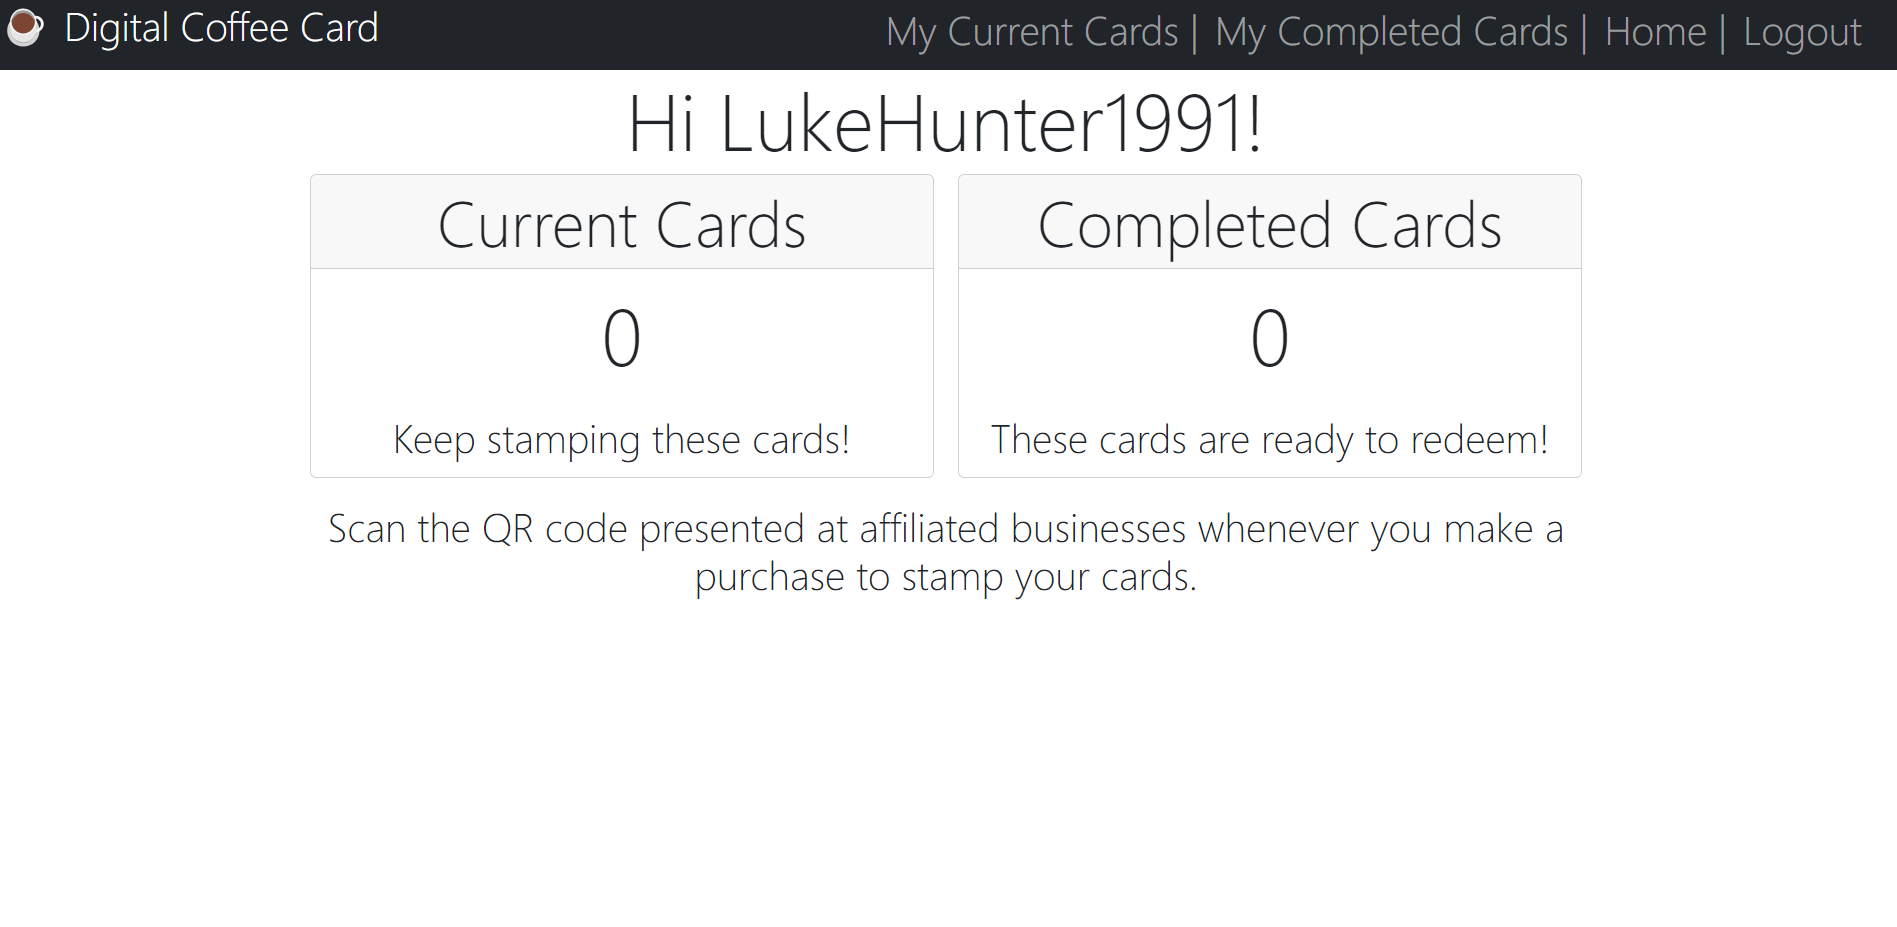 Digital Coffee Card
My Current Cards | My Completed Cards | Home | Logout
Hi LukeHunter1991!
Current Cards
0
Keep stamping these cards!
Completed Cards
0
These cards are ready to redeem!
Scan the QR code presented at affiliated businesses whenever you make a
purchase to stamp your cards.